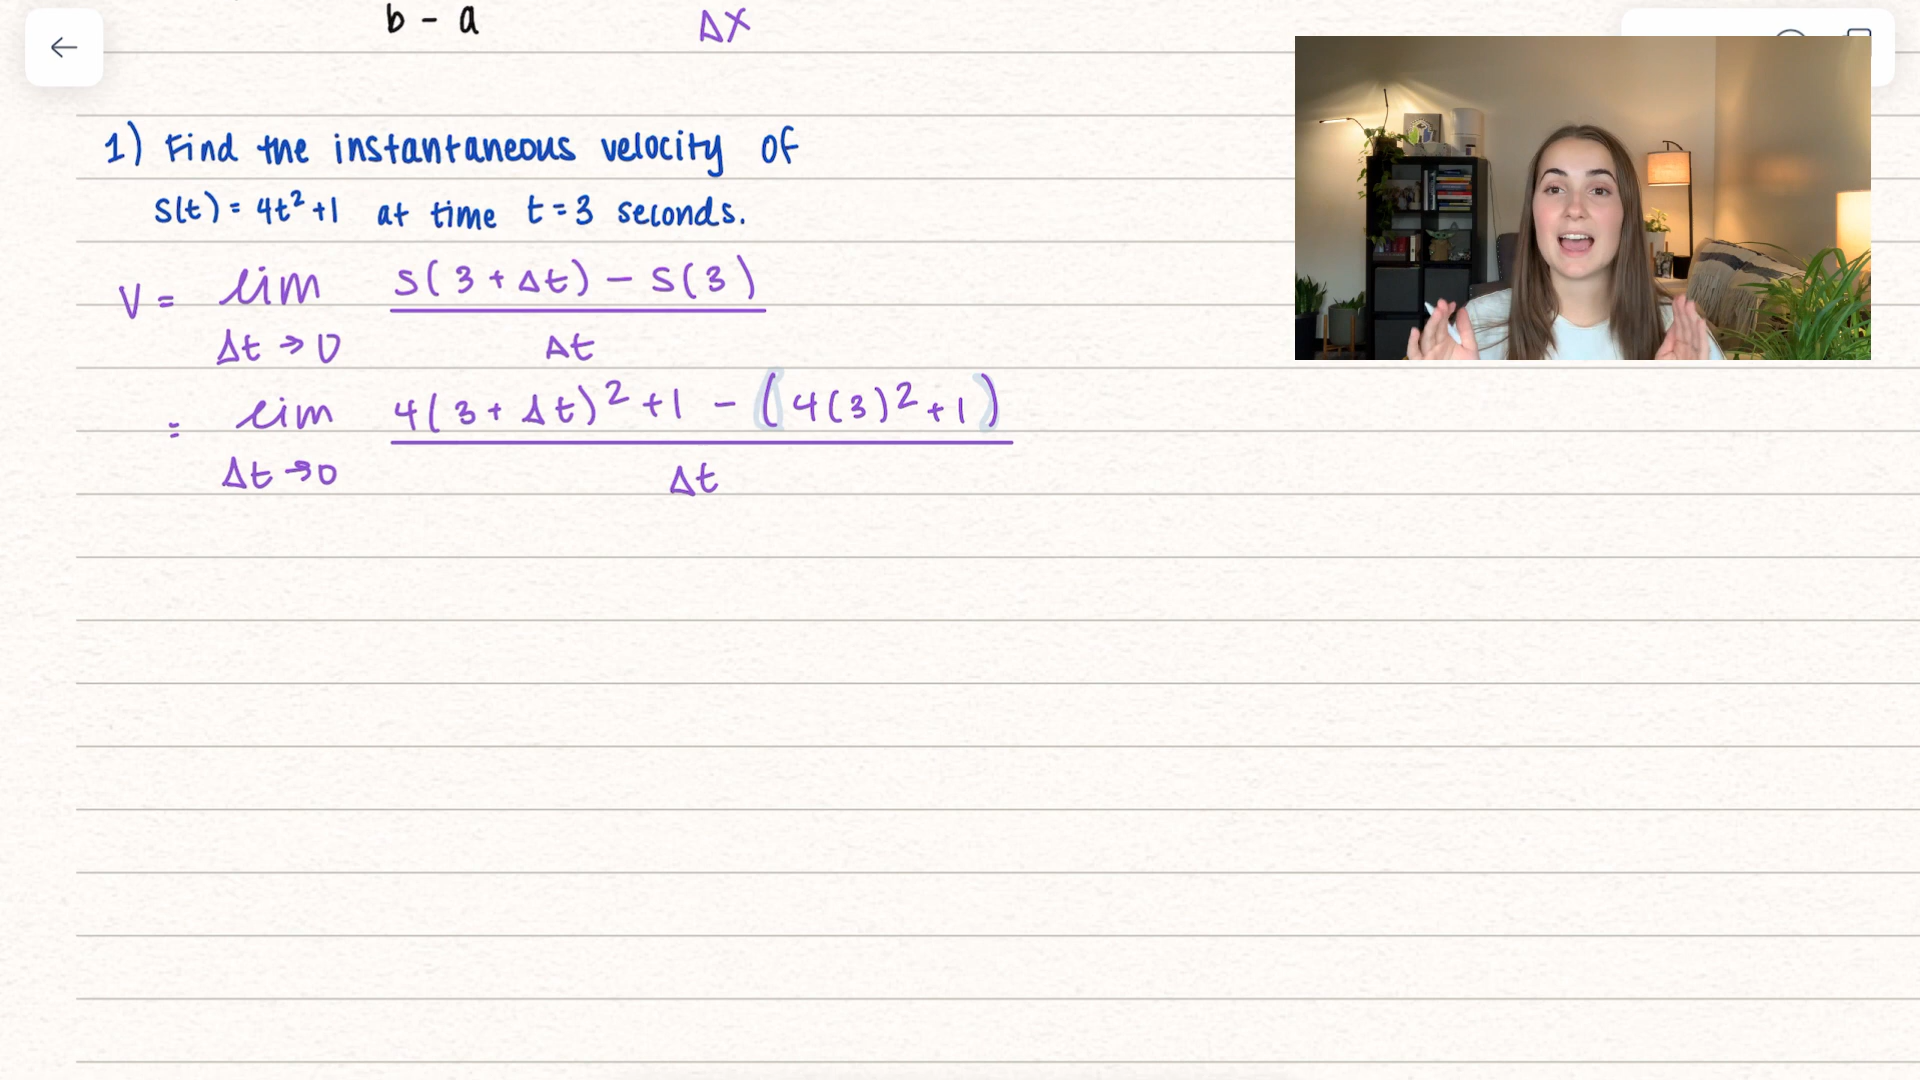 b - a Δx
1) Find the instantaneous velocity of
s(t) = 4t² + 1 at time t = 3 seconds.
V = lim s(3 + Δt) - s(3)
Δt → 0 Δt
= lim 4(3 + Δt)² + 1 - (4(3)² + 1)
Δt → 0 Δt